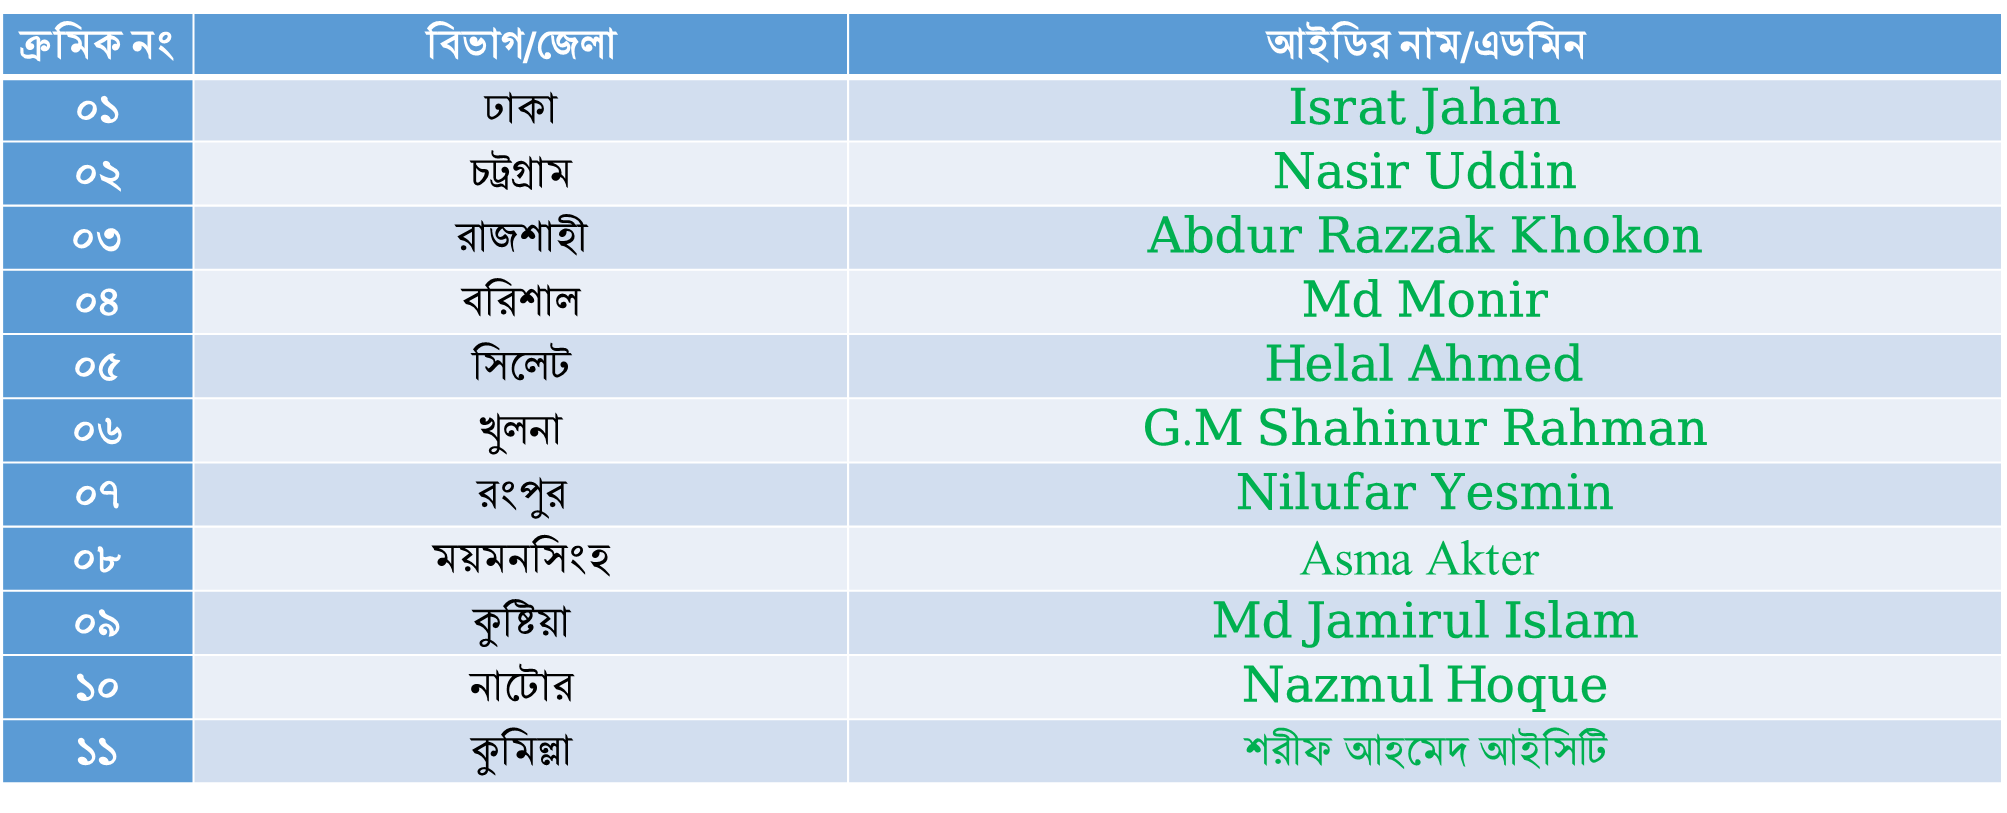 ক্রমিক নং বিভাগ/জেলা আইডির নাম/এডমিন
০১ ঢাকা Israt Jahan
০২ চট্রগ্রাম Nasir Uddin
০৩ রাজশাহী Abdur Razzak Khokon
০৪ বরিশাল Md Monir
০৫ সিলেট Helal Ahmed
০৬ খুলনা G.M Shahinur Rahman
০৭ রংপুর Nilufar Yesmin
০৮ ময়মনসিংহ Asma Akter
০৯ কুষ্টিয়া Md Jamirul Islam
১০ নাটোর Nazmul Hoque
১১ কুমিল্লা শরীফ আহমেদ আইসিটি